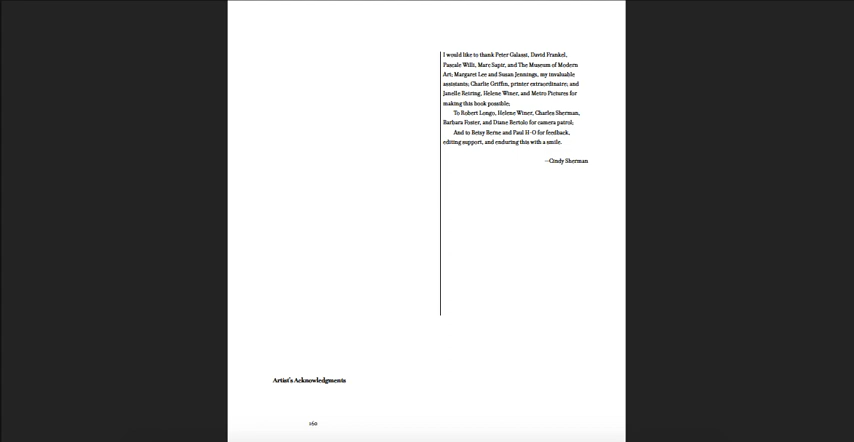 I would like to thank Peter Galassi, David Frankel,
Pascale Willi, Marc Sapir, and The Museum of Modern
Art; Margaret Lee and Susan Jennings, my invaluable
assistants; Charlie Griffin, printer extraordinaire; and
Janelle Reiring, Helene Winer, and Metro Pictures for
making this book possible;
To Robert Longo, Helene Winer, Charles Sherman,
Barbara Foster, and Diane Bertolo for camera patrol;
And to Betsy Berne and Paul H-O for feedback,
editing support, and enduring this with a smile.
—Cindy Sherman
Artist's Acknowledgments
160